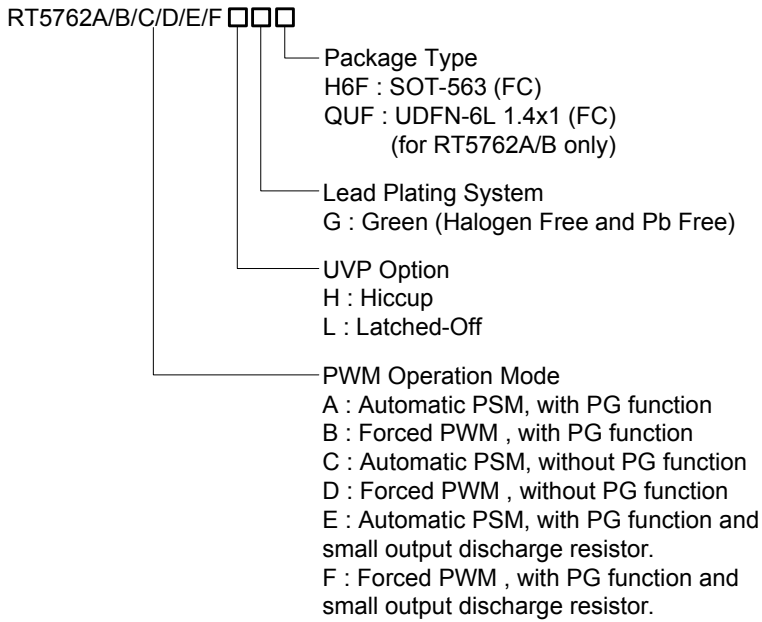 RT5762A/B/C/D/E/F
Package Type
H6F : SOT-563 (FC)
QUF : UDFN-6L 1.4x1 (FC)
(for RT5762A/B only)
Lead Plating System
G : Green (Halogen Free and Pb Free)
UVP Option
H : Hiccup
L : Latched-Off
PWM Operation Mode
A : Automatic PSM, with PG function
B : Forced PWM , with PG function
C : Automatic PSM, without PG function
D : Forced PWM , without PG function
E : Automatic PSM, with PG function and
small output discharge resistor.
F : Forced PWM , with PG function and
small output discharge resistor.